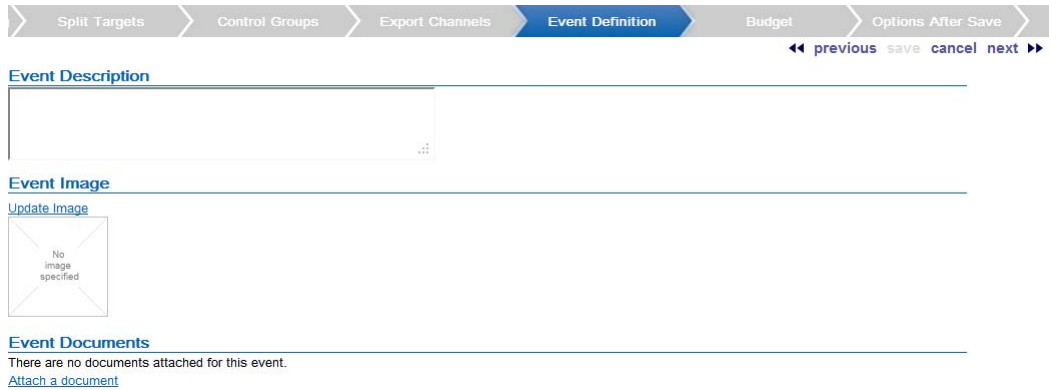 Split Targets Control Groups Export Channels Event Definition Budget Options After Save
previous save cancel next
Event Description
Event Image
Update Image
No
image
specified
Event Documents
There are no documents attached for this event.
Attach a document